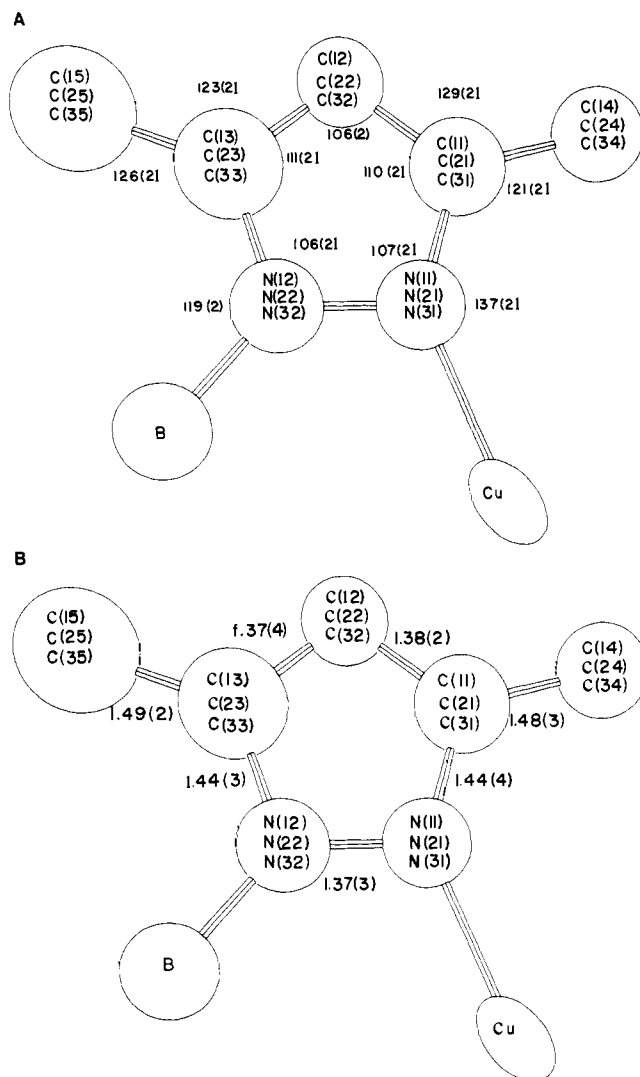 A
C(12)
C(22)
C(32)
C(15)
C(25)
C(35)
123(2)
129(2)
C(14)
C(24)
C(34)
106(2)
C(13)
C(23)
C(33)
111(2)
110(2)
C(11)
C(21)
C(31)
126(2)
121(2)
106(2)
107(2)
N(12)
N(22)
N(32)
N(11)
N(21)
N(31)
119(2)
137(2)
B
Cu
B
C(12)
C(22)
C(32)
C(15)
C(25)
C(35)
1.37(4)
1.38(2)
C(14)
C(24)
C(34)
C(13)
C(23)
C(33)
C(11)
C(21)
C(31)
1.49(2)
1.48(3)
1.44(3)
1.44(4)
N(12)
N(22)
N(32)
N(11)
N(21)
N(31)
1.37(3)
B
Cu